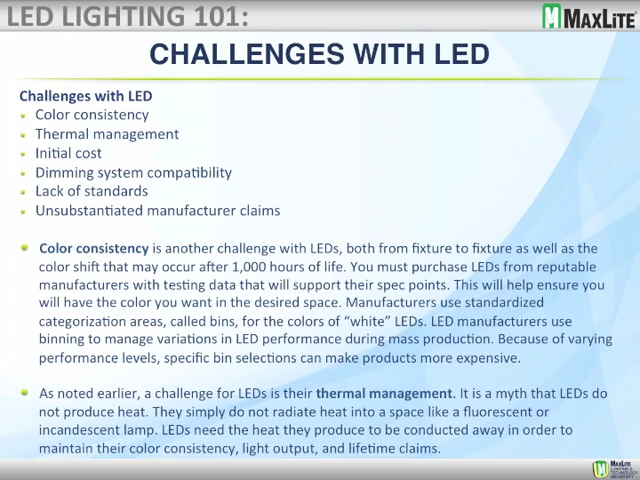 LED LIGHTING 101:
MAXLITE®
CHALLENGES WITH LED
Challenges with LED
Color consistency
Thermal management
Initial cost
Dimming system compatibility
Lack of standards
Unsubstantiated manufacturer claims
Color consistency is another challenge with LEDs, both from fixture to fixture as well as the
color shift that may occur after 1,000 hours of life. You must purchase LEDs from reputable
manufacturers with testing data that will support their spec points. This will help ensure you
will have the color you want in the desired space. Manufacturers use standardized
categorization areas, called bins, for the colors of “white” LEDs. LED manufacturers use
binning to manage variations in LED performance during mass production. Because of varying
performance levels, specific bin selections can make products more expensive.
As noted earlier, a challenge for LEDs is their thermal management. It is a myth that LEDs do
not produce heat. They simply do not radiate heat into a space like a fluorescent or
incandescent lamp. LEDs need the heat they produce to be conducted away in order to
maintain their color consistency, light output, and lifetime claims.
MAXLITE
LIGHTING &
TECHNOLOGY
UNIVERSITY